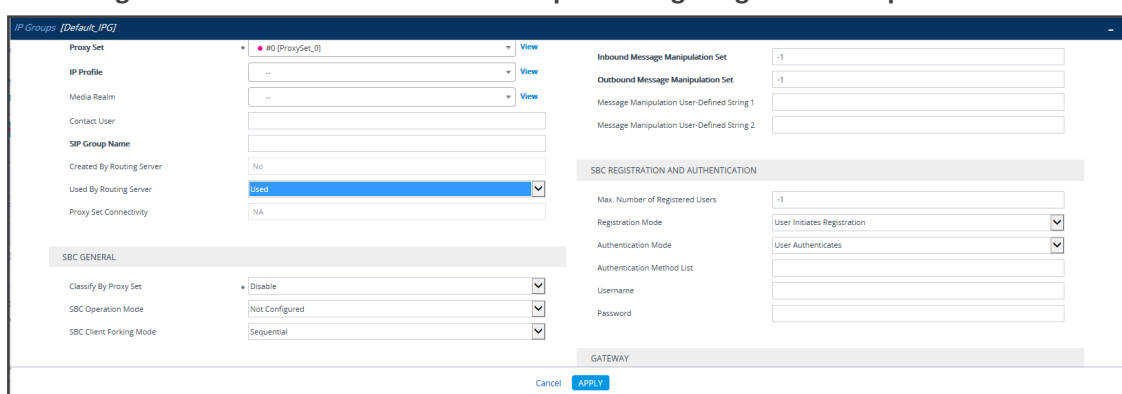 IP Groups [Default_IPG]
Proxy Set
#0 [ProxySet_0]
View
IP Profile
--
View
Media Realm
--
View
Contact User
SIP Group Name
Created By Routing Server
No
Used By Routing Server
Used
Proxy Set Connectivity
NA
SBC GENERAL
Classify By Proxy Set
Disable
SBC Operation Mode
Not Configured
SBC Client Forking Mode
Sequential
Inbound Message Manipulation Set
-1
Outbound Message Manipulation Set
-1
Message Manipulation User-Defined String 1
Message Manipulation User-Defined String 2
SBC REGISTRATION AND AUTHENTICATION
Max. Number of Registered Users
-1
Registration Mode
User Initiates Registration
Authentication Mode
User Authenticates
Authentication Method List
Username
Password
GATEWAY
Cancel
APPLY